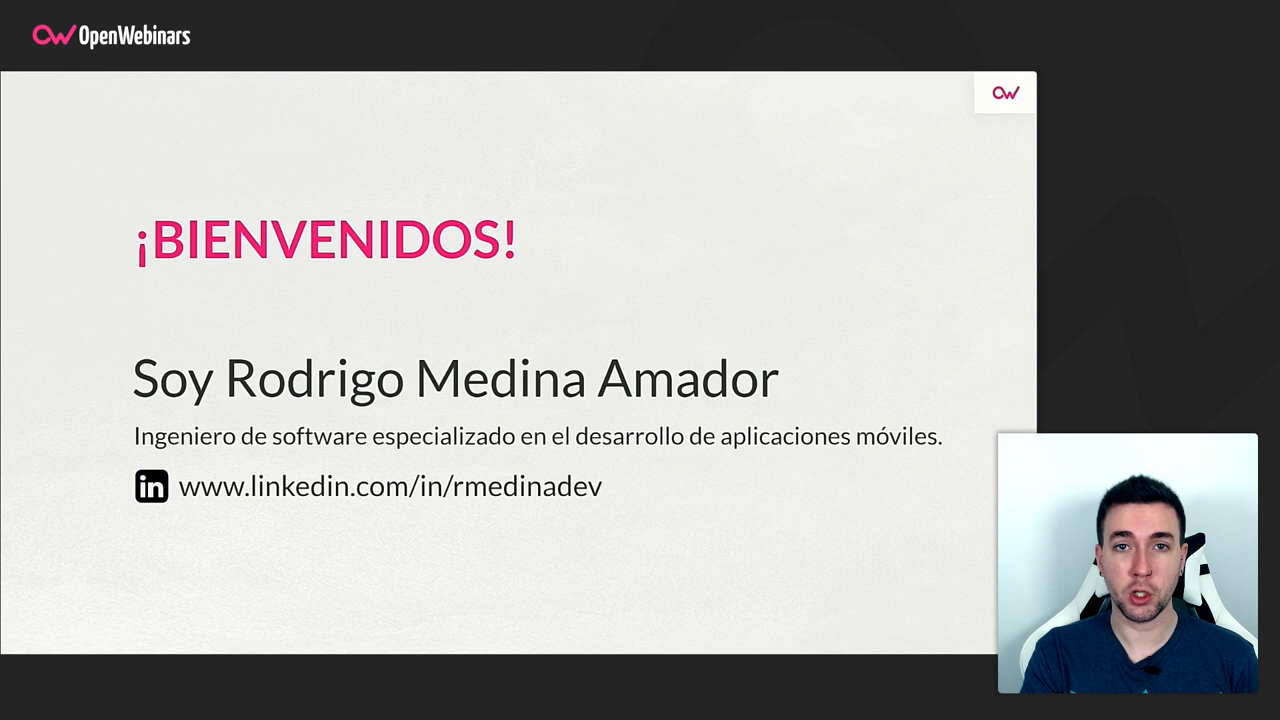 OpenWebinars
¡BIENVENIDOS!
Soy Rodrigo Medina Amador
Ingeniero de software especializado en el desarrollo de aplicaciones móviles.
in www.linkedin.com/in/rmedinadev